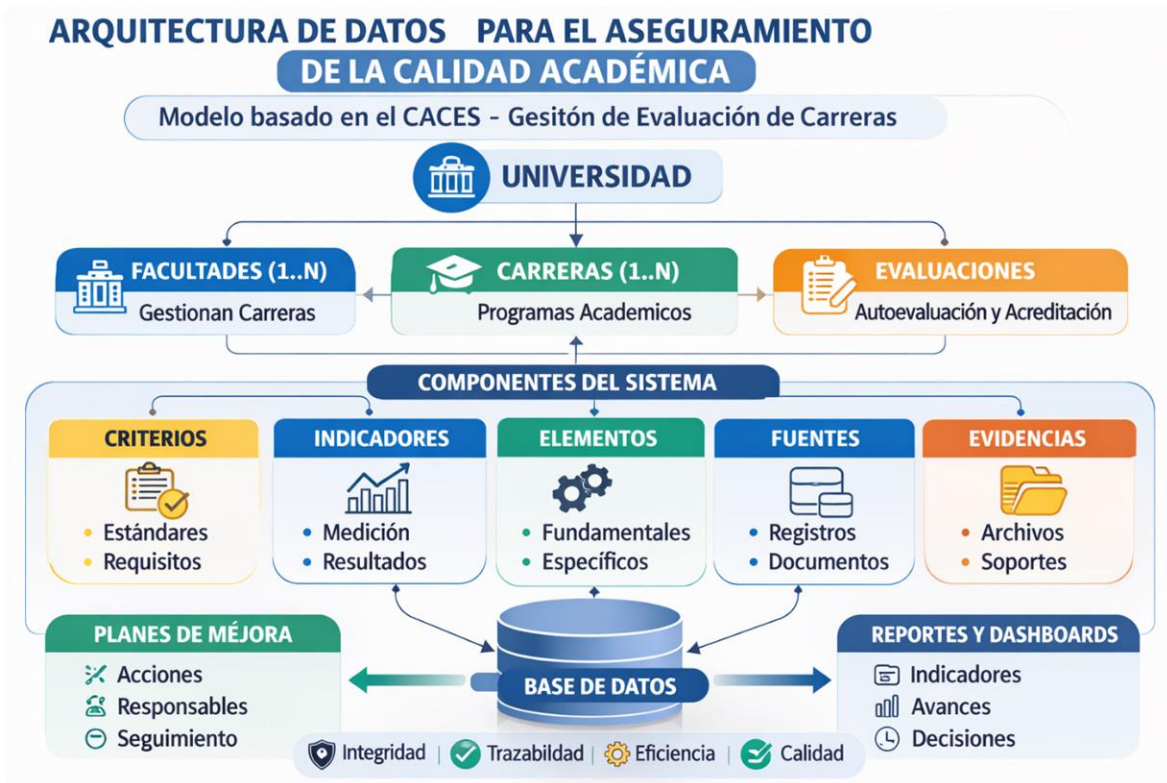 ARQUITECTURA DE DATOS PARA EL ASEGURAMIENTO
DE LA CALIDAD ACADÉMICA
Modelo basado en el CACES - Gesitón de Evaluación de Carreras
UNIVERSIDAD
FACULTADES (1..N)
Gestionan Carreras
CARRERAS (1..N)
Programas Academicos
EVALUACIONES
Autoevaluación y Acreditación
COMPONENTES DEL SISTEMA
CRITERIOS
• Estándares
• Requisitos
INDICADORES
• Medición
• Resultados
ELEMENTOS
• Fundamentales
• Específicos
FUENTES
• Registros
• Documentos
EVIDENCIAS
• Archivos
• Soportes
PLANES DE MÉJORA
Acciones
Responsables
Seguimiento
BASE DE DATOS
REPORTES Y DASHBOARDS
Indicadores
Avances
Decisiones
Integridad | Trazabildad | Eficiencia | Calidad